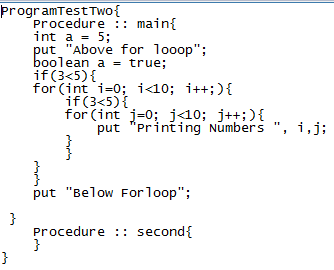 ProgramTestTwo{
Procedure :: main{
int a = 5;
put "Above for looop";
boolean a = true;
if(3<5){
for(int i=0; i<10; i++;){
if(3<5){
for(int j=0; j<10; j++;){
put "Printing Numbers ", i,j;
}
}
}
}
put "Below Forloop";
}
Procedure :: second{
}
}